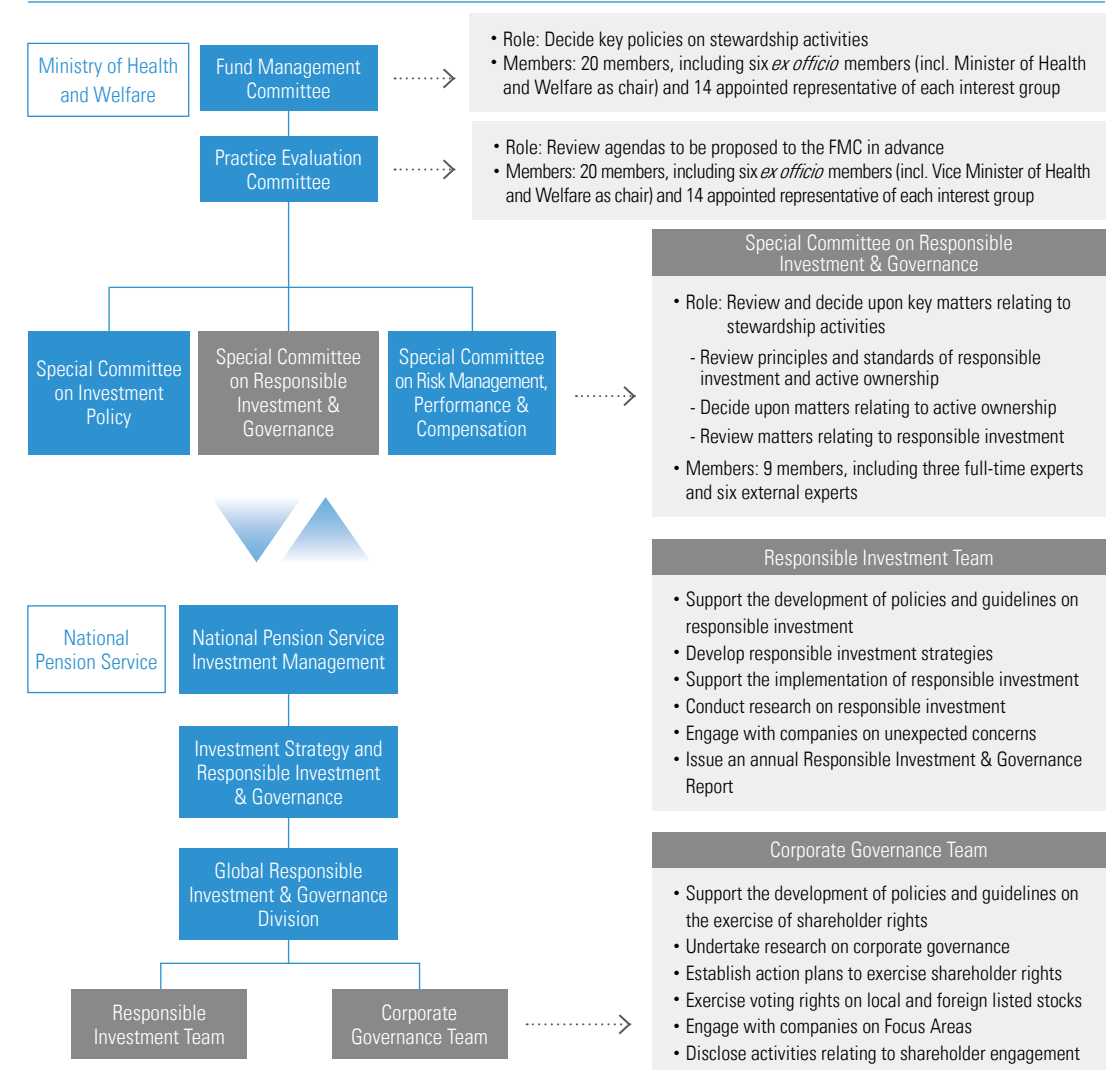 Ministry of Health
and Welfare
Fund Management
Committee
• Role: Decide key policies on stewardship activities
• Members: 20 members, including six ex officio members (incl. Minister of Health
and Welfare as chair) and 14 appointed representative of each interest group
Practice Evaluation
Committee
• Role: Review agendas to be proposed to the FMC in advance
• Members: 20 members, including six ex officio members (incl. Vice Minister of Health
and Welfare as chair) and 14 appointed representative of each interest group
Special Committee
on Investment
Policy
Special Committee
on Responsible
Investment &
Governance
Special Committee
on Risk Management,
Performance &
Compensation
Special Committee on Responsible
Investment & Governance
• Role: Review and decide upon key matters relating to
stewardship activities
- Review principles and standards of responsible
investment and active ownership
- Decide upon matters relating to active ownership
- Review matters relating to responsible investment
• Members: 9 members, including three full-time experts
and six external experts
National
Pension Service
National Pension Service
Investment Management
Investment Strategy and
Responsible Investment
& Governance
Global Responsible
Investment & Governance
Division
Responsible
Investment Team
Corporate
Governance Team
Responsible Investment Team
• Support the development of policies and guidelines on
responsible investment
• Develop responsible investment strategies
• Support the implementation of responsible investment
• Conduct research on responsible investment
• Engage with companies on unexpected concerns
• Issue an annual Responsible Investment & Governance
Report
Corporate Governance Team
• Support the development of policies and guidelines on
the exercise of shareholder rights
• Undertake research on corporate governance
• Establish action plans to exercise shareholder rights
• Exercise voting rights on local and foreign listed stocks
• Engage with companies on Focus Areas
• Disclose activities relating to shareholder engagement